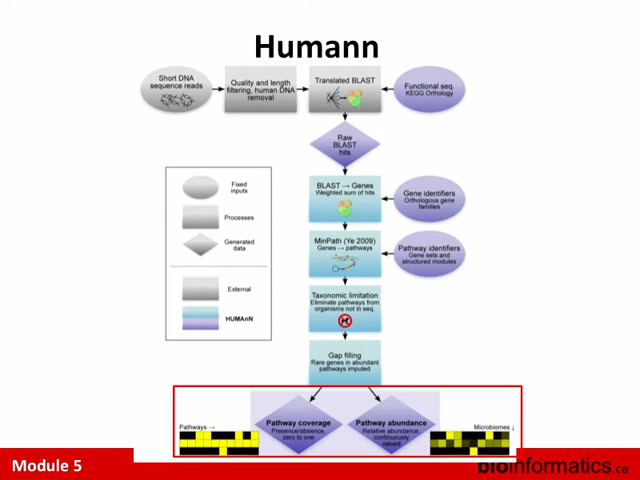 Humann
Short DNA
sequence reads
Quality and length
filtering, human DNA
removal
Translated BLAST
Functional seq.
KEGG Orthology
Raw
BLAST
hits
Fixed
inputs
Processes
Generated
data
External
HUMAnN
BLAST → Genes
Weighted sum of hits
Gene identifiers
Orthologous gene
families
MinPath (Ye 2009)
Genes → pathways
Pathway identifiers
Gene sets and
structured modules
Taxonomic limitation
Eliminate pathways from
organisms not in seq.
Gap filling
Rare genes in abundant
pathways imputed
Pathways →
Pathway coverage
Presence/absence,
zero to one
Pathway abundance
Relative abundance,
continuously
valued
Microbiomes ↓
Module 5
bioinformatics.ca